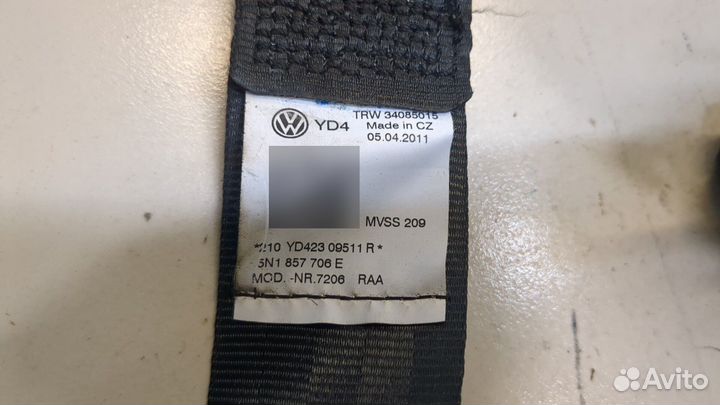 YD4
TRW 34085015
Made in CZ
05.04.2011
MVSS 209
*210 YD423 09511 R*
5N1 857 706 E
MOD. -NR.7206 RAA
Avito